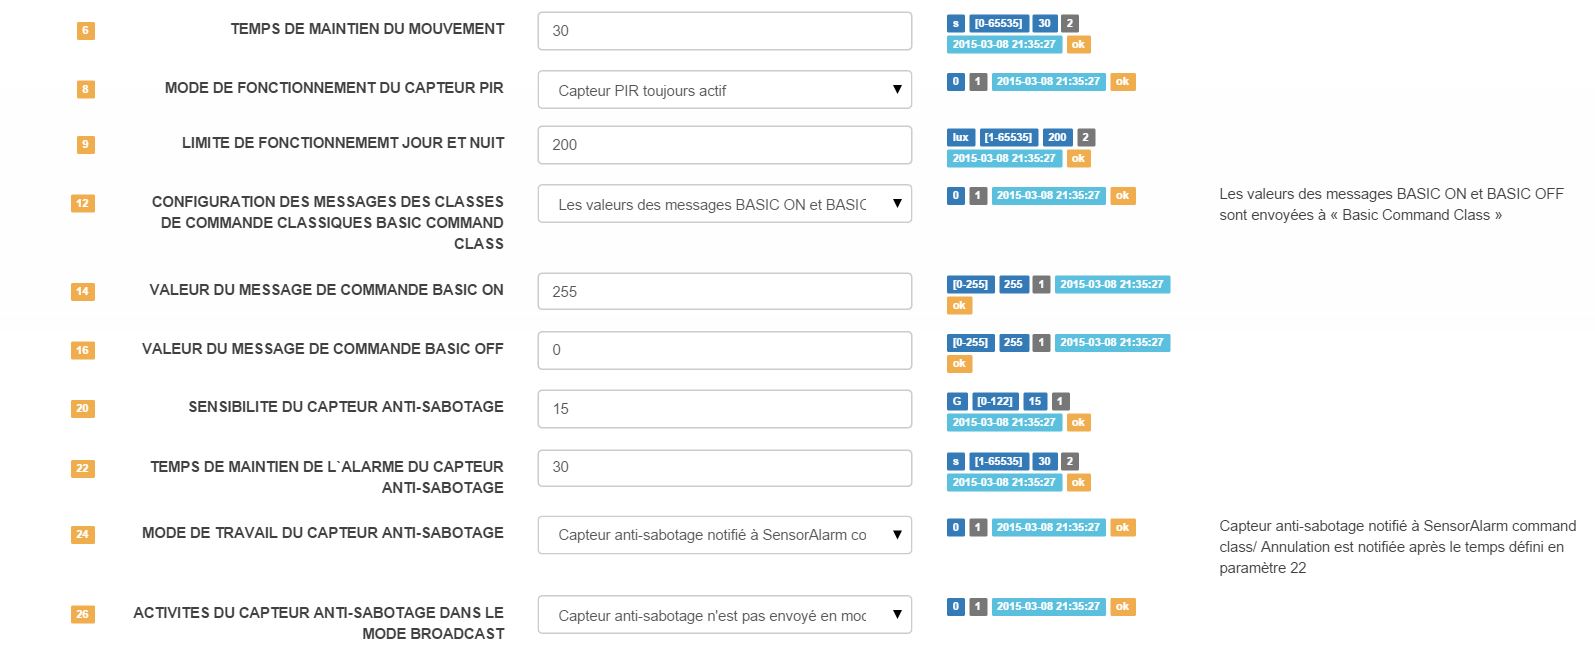 6 TEMPS DE MAINTIEN DU MOUVEMENT 30 s [0-65535] 30 2
2015-03-08 21:35:27 ok
8 MODE DE FONCTIONNEMENT DU CAPTEUR PIR Capteur PIR toujours actif 0 1 2015-03-08 21:35:27 ok
9 LIMITE DE FONCTIONNEMEMT JOUR ET NUIT 200 lux [1-65535] 200 2
2015-03-08 21:35:27 ok
12 CONFIGURATION DES MESSAGES DES CLASSES
DE COMMANDE CLASSIQUES BASIC COMMAND
CLASS
Les valeurs des messages BASIC ON et BASIC
0 1 2015-03-08 21:35:27 ok
Les valeurs des messages BASIC ON et BASIC OFF
sont envoyées à « Basic Command Class »
14 VALEUR DU MESSAGE DE COMMANDE BASIC ON 255 [0-255] 255 1 2015-03-08 21:35:27
ok
16 VALEUR DU MESSAGE DE COMMANDE BASIC OFF 0 [0-255] 255 1 2015-03-08 21:35:27
ok
20 SENSIBILITE DU CAPTEUR ANTI-SABOTAGE 15 G [0-122] 15 1
2015-03-08 21:35:27 ok
22 TEMPS DE MAINTIEN DE L`ALARME DU CAPTEUR
ANTI-SABOTAGE
30
s [1-65535] 30 2
2015-03-08 21:35:27 ok
24 MODE DE TRAVAIL DU CAPTEUR ANTI-SABOTAGE Capteur anti-sabotage notifié à SensorAlarm co 0 1 2015-03-08 21:35:27 ok
Capteur anti-sabotage notifié à SensorAlarm command
class/ Annulation est notifiée après le temps défini en
paramètre 22
26 ACTIVITES DU CAPTEUR ANTI-SABOTAGE DANS LE
MODE BROADCAST
Capteur anti-sabotage n'est pas envoyé en moc
0 1 2015-03-08 21:35:27 ok